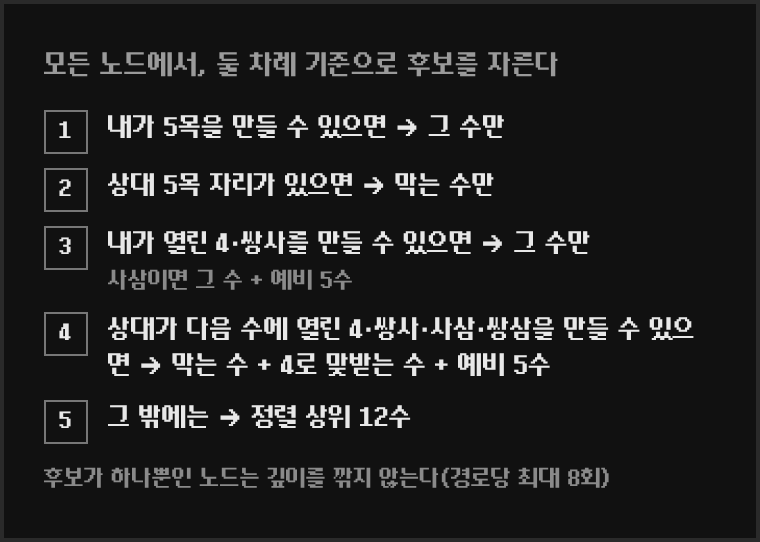 모든 노드에서, 둘 차례 기준으로 후보를 자른다
1 내가 5목을 만들 수 있으면 → 그 수만
2 상대 5목 자리가 있으면 → 막는 수만
3 내가 열린 4·쌍사를 만들 수 있으면 → 그 수만
사삼이면 그 수 + 예비 5수
4 상대가 다음 수에 열린 4·쌍사·사삼·쌍삼을 만들 수 있으
면 → 막는 수 + 4로 맞받는 수 + 예비 5수
5 그 밖에는 → 정렬 상위 12수
후보가 하나뿐인 노드는 깊이를 깎지 않는다(경로당 최대 8회)